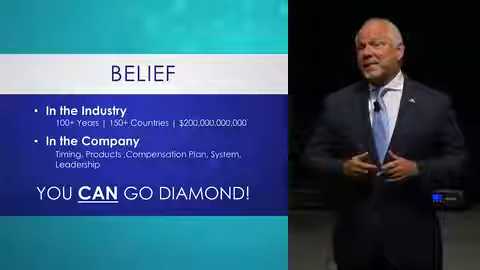 BELIEF
▪ In the Industry
100+ Years | 150+ Countries | $200,000,000,000
▪ In the Company
Timing, Products ,Compensation Plan, System,
Leadership
YOU CAN GO DIAMOND!